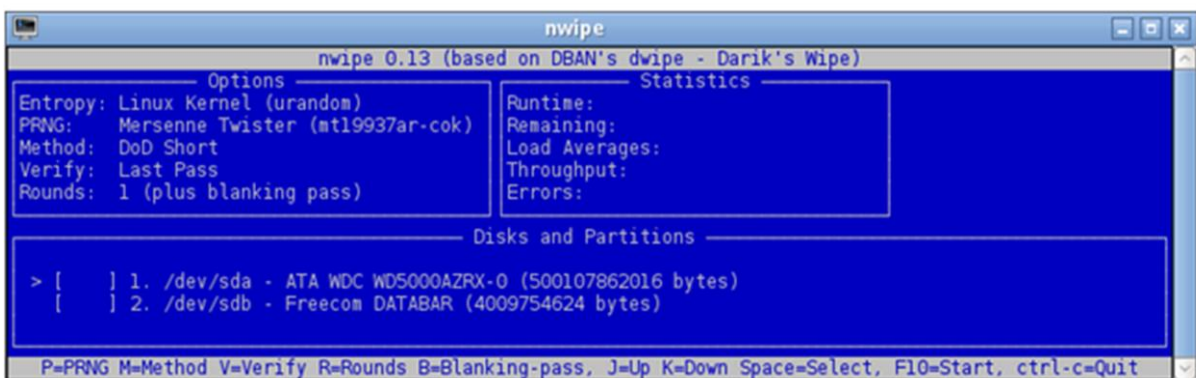 nwipe
nwipe 0.13 (based on DBAN's dwipe - Darik's Wipe)
Options
Entropy: Linux Kernel (urandom)
PRNG: Mersenne Twister (mt19937ar-cok)
Method: DoD Short
Verify: Last Pass
Rounds: 1 (plus blanking pass)
Statistics
Runtime:
Remaining:
Load Averages:
Throughput:
Errors:
Disks and Partitions
> [ ] 1. /dev/sda - ATA WDC WD5000AZRX-0 (500107862016 bytes)
[ ] 2. /dev/sdb - Freecom DATABAR (4009754624 bytes)
P=PRNG M=Method V=Verify R=Rounds B=Blanking-pass, J=Up K=Down Space=Select, F10=Start, ctrl-c=Quit